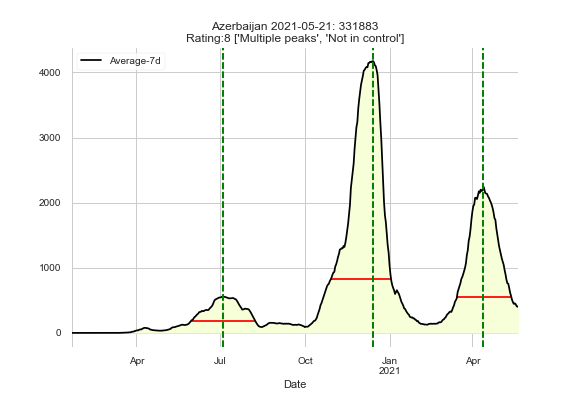 Azerbaijan 2021-05-21: 331883
Rating:8 ['Multiple peaks', 'Not in control']
Average-7d
4000
3000
2000
1000
0
Apr Jul Oct Jan Apr
2021
Date